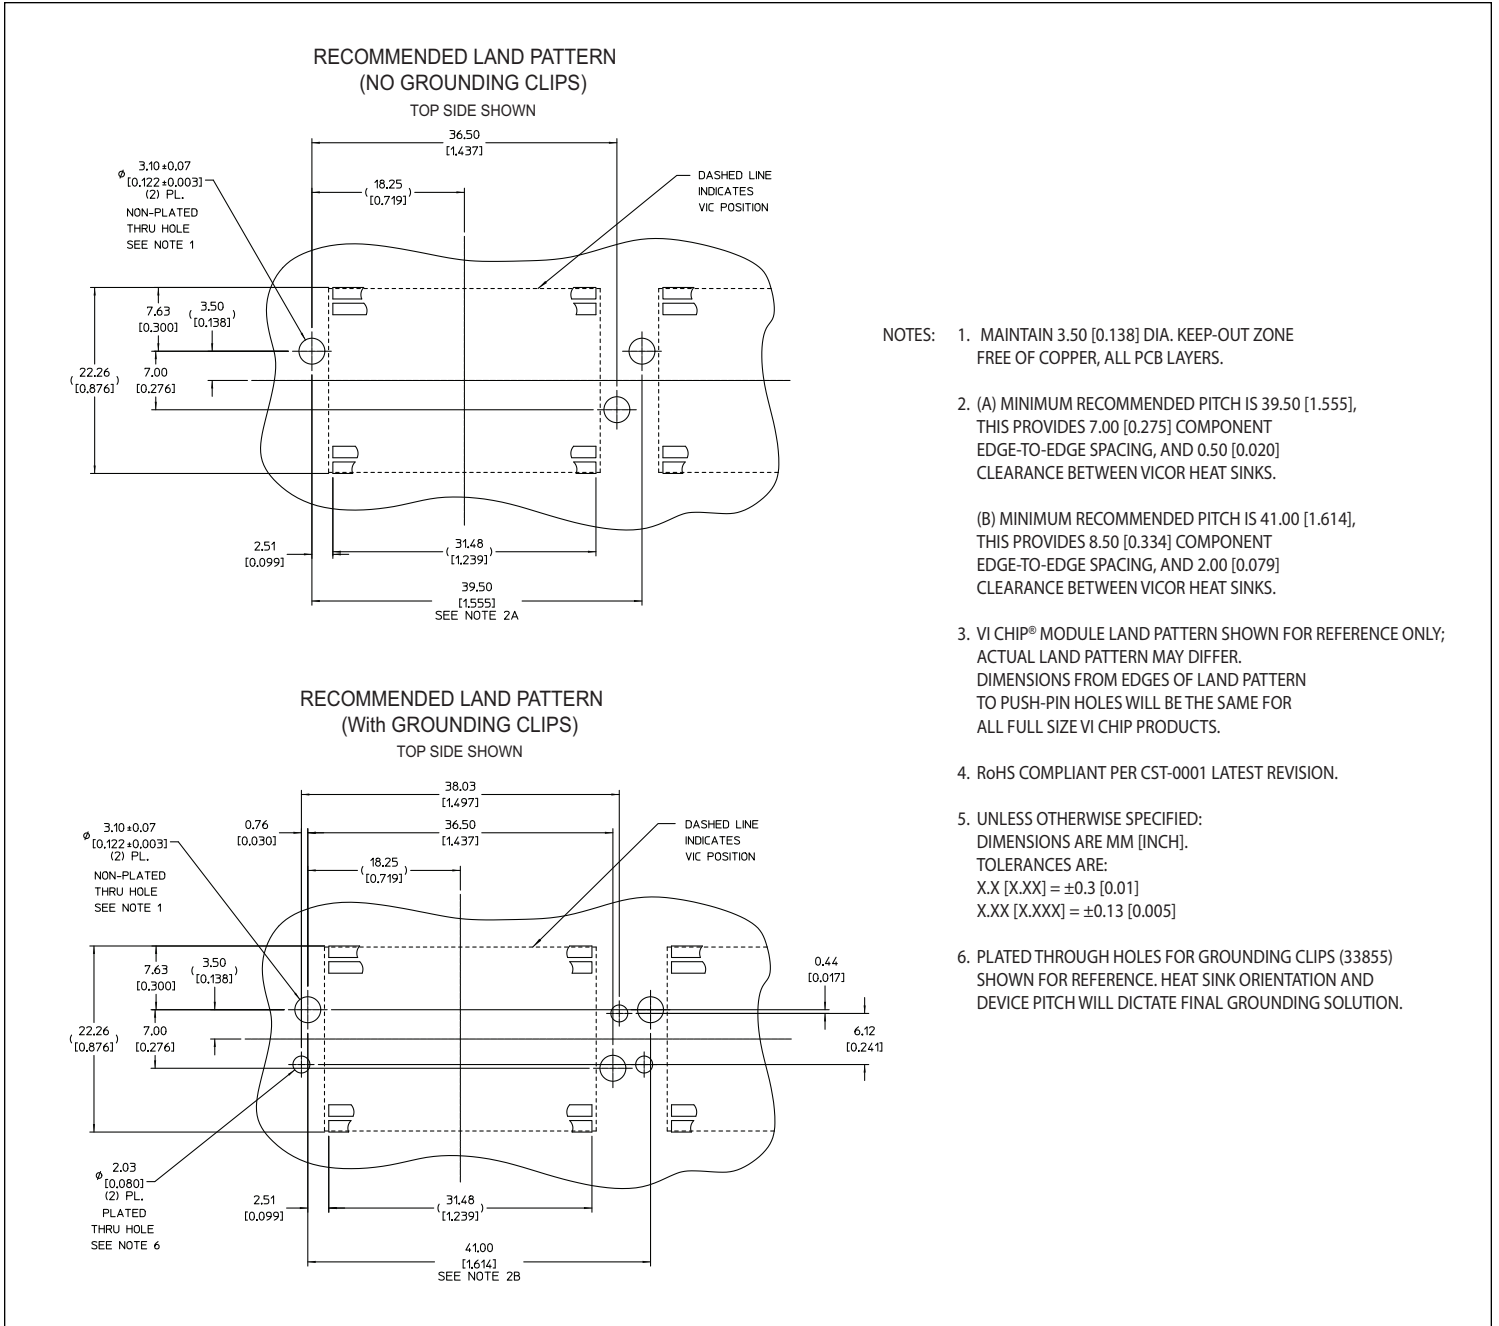 RECOMMENDED LAND PATTERN
(NO GROUNDING CLIPS)
TOP SIDE SHOWN
36.50
[1.437]
ø 3.10±0.07
[0.122±0.003]
(2) PL.
NON-PLATED
THRU HOLE
SEE NOTE 1
(18.25
[0.719])
DASHED LINE
INDICATES
VIC POSITION
7.63
[0.300]
(3.50
[0.138])
(22.26
[0.876])
7.00
[0.276]
2.51
[0.099]
(31.48
[1.239])
39.50
[1.555]
SEE NOTE 2A
RECOMMENDED LAND PATTERN
(With GROUNDING CLIPS)
TOP SIDE SHOWN
38.03
[1.497]
ø 3.10±0.07
[0.122±0.003]
(2) PL.
NON-PLATED
THRU HOLE
SEE NOTE 1
0.76
[0.030]
36.50
[1.437]
(18.25
[0.719])
DASHED LINE
INDICATES
VIC POSITION
7.63
[0.300]
(3.50
[0.138])
0.44
[0.017]
(22.26
[0.876])
7.00
[0.276]
6.12
[0.241]
ø 2.03
[0.080]
(2) PL.
PLATED
THRU HOLE
SEE NOTE 6
2.51
[0.099]
(31.48
[1.239])
41.00
[1.614]
SEE NOTE 2B
NOTES: 1. MAINTAIN 3.50 [0.138] DIA. KEEP-OUT ZONE
FREE OF COPPER, ALL PCB LAYERS.
2. (A) MINIMUM RECOMMENDED PITCH IS 39.50 [1.555],
THIS PROVIDES 7.00 [0.275] COMPONENT
EDGE-TO-EDGE SPACING, AND 0.50 [0.020]
CLEARANCE BETWEEN VICOR HEAT SINKS.
(B) MINIMUM RECOMMENDED PITCH IS 41.00 [1.614],
THIS PROVIDES 8.50 [0.334] COMPONENT
EDGE-TO-EDGE SPACING, AND 2.00 [0.079]
CLEARANCE BETWEEN VICOR HEAT SINKS.
3. VI CHIP® MODULE LAND PATTERN SHOWN FOR REFERENCE ONLY;
ACTUAL LAND PATTERN MAY DIFFER.
DIMENSIONS FROM EDGES OF LAND PATTERN
TO PUSH-PIN HOLES WILL BE THE SAME FOR
ALL FULL SIZE VI CHIP PRODUCTS.
4. RoHS COMPLIANT PER CST-0001 LATEST REVISION.
5. UNLESS OTHERWISE SPECIFIED:
DIMENSIONS ARE MM [INCH].
TOLERANCES ARE:
X.X [X.XX] = ±0.3 [0.01]
X.XX [X.XXX] = ±0.13 [0.005]
6. PLATED THROUGH HOLES FOR GROUNDING CLIPS (33855)
SHOWN FOR REFERENCE. HEAT SINK ORIENTATION AND
DEVICE PITCH WILL DICTATE FINAL GROUNDING SOLUTION.